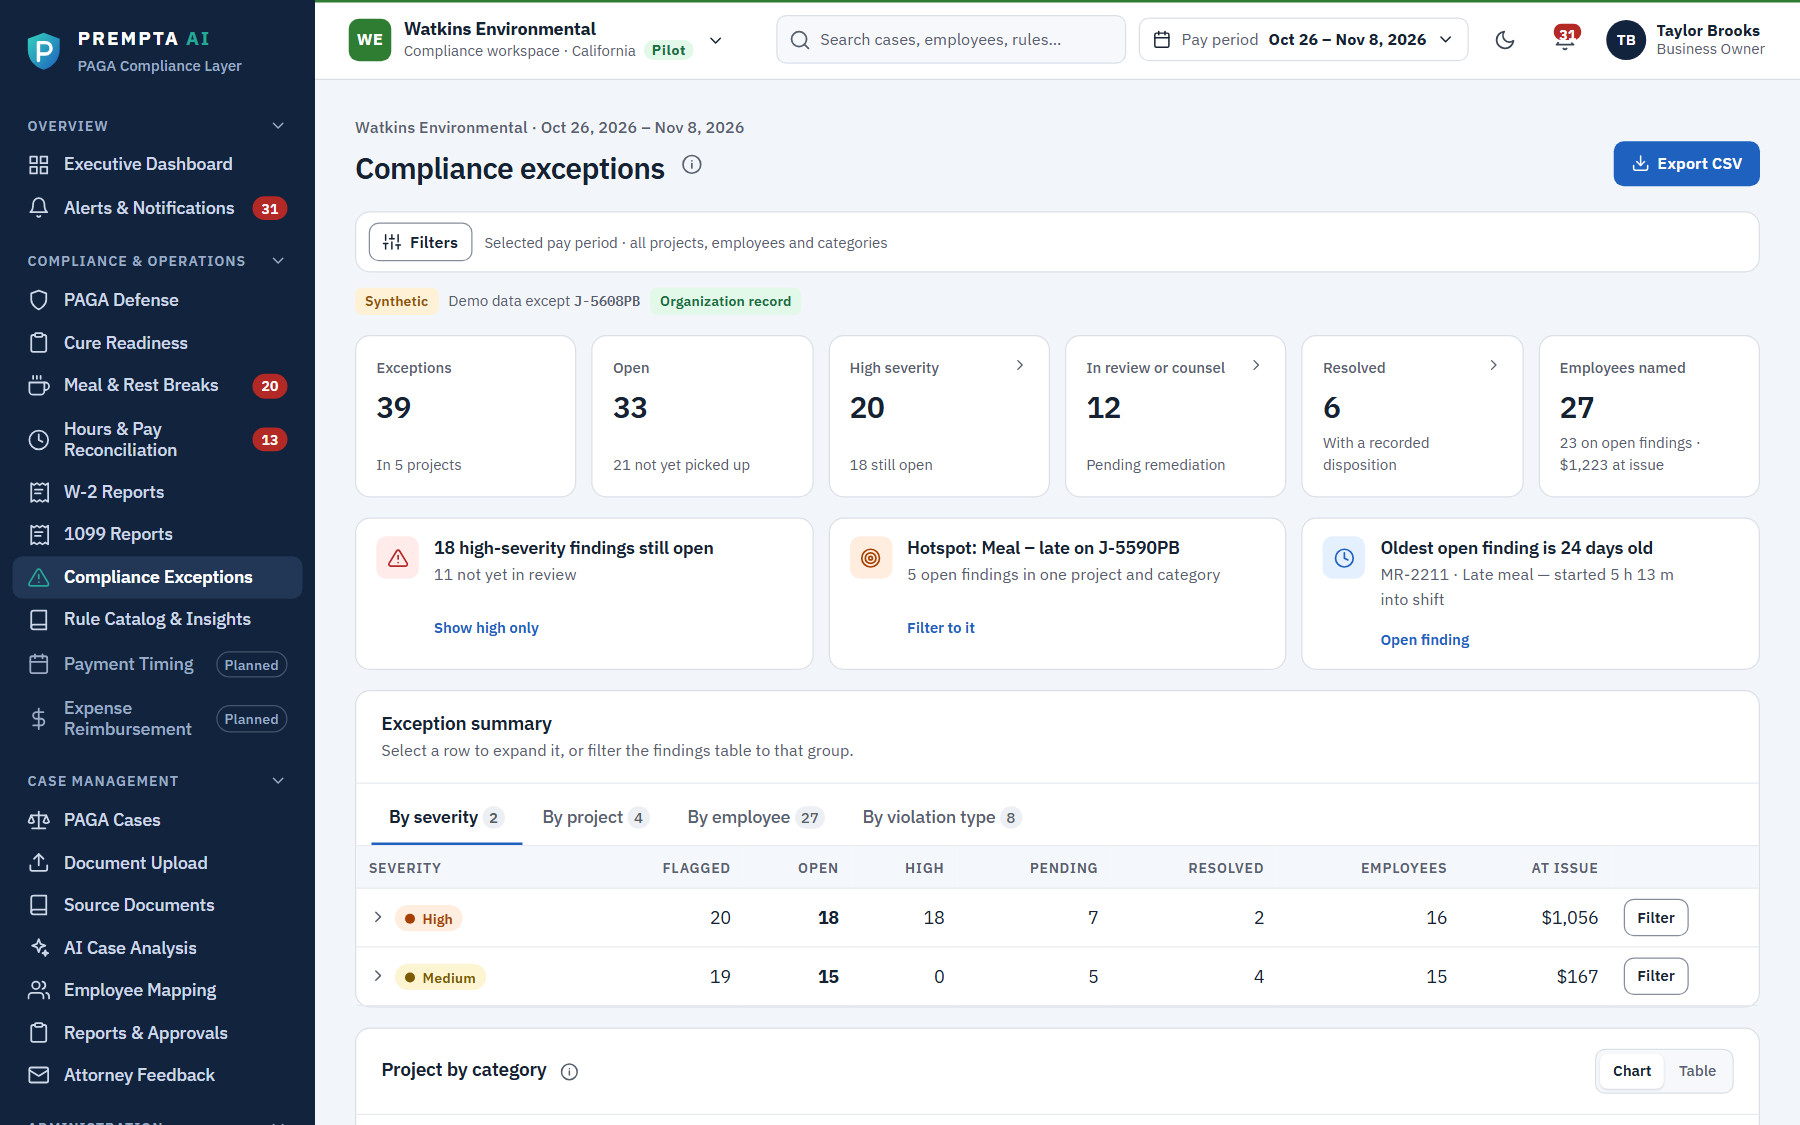 PREMPTA AI
PAGA Compliance Layer
OVERVIEW
Executive Dashboard
Alerts & Notifications 31
COMPLIANCE & OPERATIONS
PAGA Defense
Cure Readiness
Meal & Rest Breaks 20
Hours & Pay
Reconciliation 13
W-2 Reports
1099 Reports
Compliance Exceptions
Rule Catalog & Insights
Payment Timing Planned
Expense
Reimbursement Planned
CASE MANAGEMENT
PAGA Cases
Document Upload
Source Documents
AI Case Analysis
Employee Mapping
Reports & Approvals
Attorney Feedback
WE
Watkins Environmental
Compliance workspace · California Pilot
Search cases, employees, rules...
Pay period Oct 26 – Nov 8, 2026
31
TB
Taylor Brooks
Business Owner
Watkins Environmental · Oct 26, 2026 – Nov 8, 2026
Compliance exceptions
Export CSV
Filters
Selected pay period · all projects, employees and categories
Synthetic Demo data except J-5608PB Organization record
Exceptions
39
In 5 projects
Open
33
21 not yet picked up
High severity
20
18 still open
In review or counsel
12
Pending remediation
Resolved
6
With a recorded
disposition
Employees named
27
23 on open findings ·
$1,223 at issue
18 high-severity findings still open
11 not yet in review
Show high only
Hotspot: Meal – late on J-5590PB
5 open findings in one project and category
Filter to it
Oldest open finding is 24 days old
MR-2211 · Late meal — started 5 h 13 m
into shift
Open finding
Exception summary
Select a row to expand it, or filter the findings table to that group.
By severity 2 By project 4 By employee 27 By violation type 8
SEVERITY FLAGGED OPEN HIGH PENDING RESOLVED EMPLOYEES AT ISSUE
High 20 18 18 7 2 16 $1,056 Filter
Medium 19 15 0 5 4 15 $167 Filter
Project by category
Chart Table